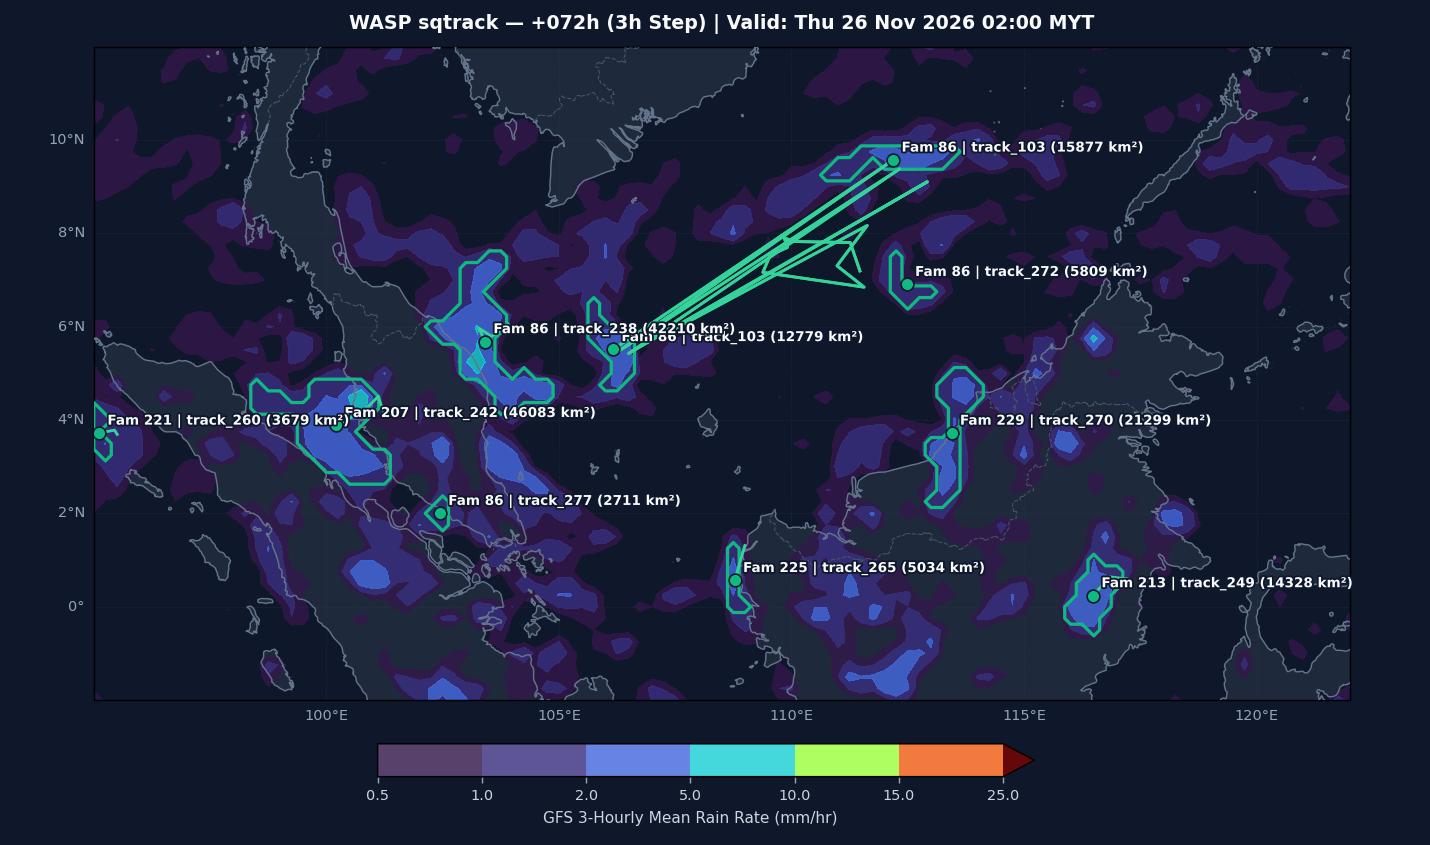 WASP sqtrack — +072h (3h Step) | Valid: Thu 26 Nov 2026 02:00 MYT
10°N
8°N
6°N
4°N
2°N
0°
Fam 86 | track_103 (15877 km²)
Fam 86 | track_272 (5809 km²)
Fam 86 | track_238 (42210 km²)
Fam 86 | track_103 (12779 km²)
Fam 207 | track_242 (46083 km²)
Fam 221 | track_260 (3679 km²)
Fam 229 | track_270 (21299 km²)
Fam 86 | track_277 (2711 km²)
Fam 225 | track_265 (5034 km²)
Fam 213 | track_249 (14328 km²)
100°E 105°E 110°E 115°E 120°E
0.5 1.0 2.0 5.0 10.0 15.0 25.0
GFS 3-Hourly Mean Rain Rate (mm/hr)